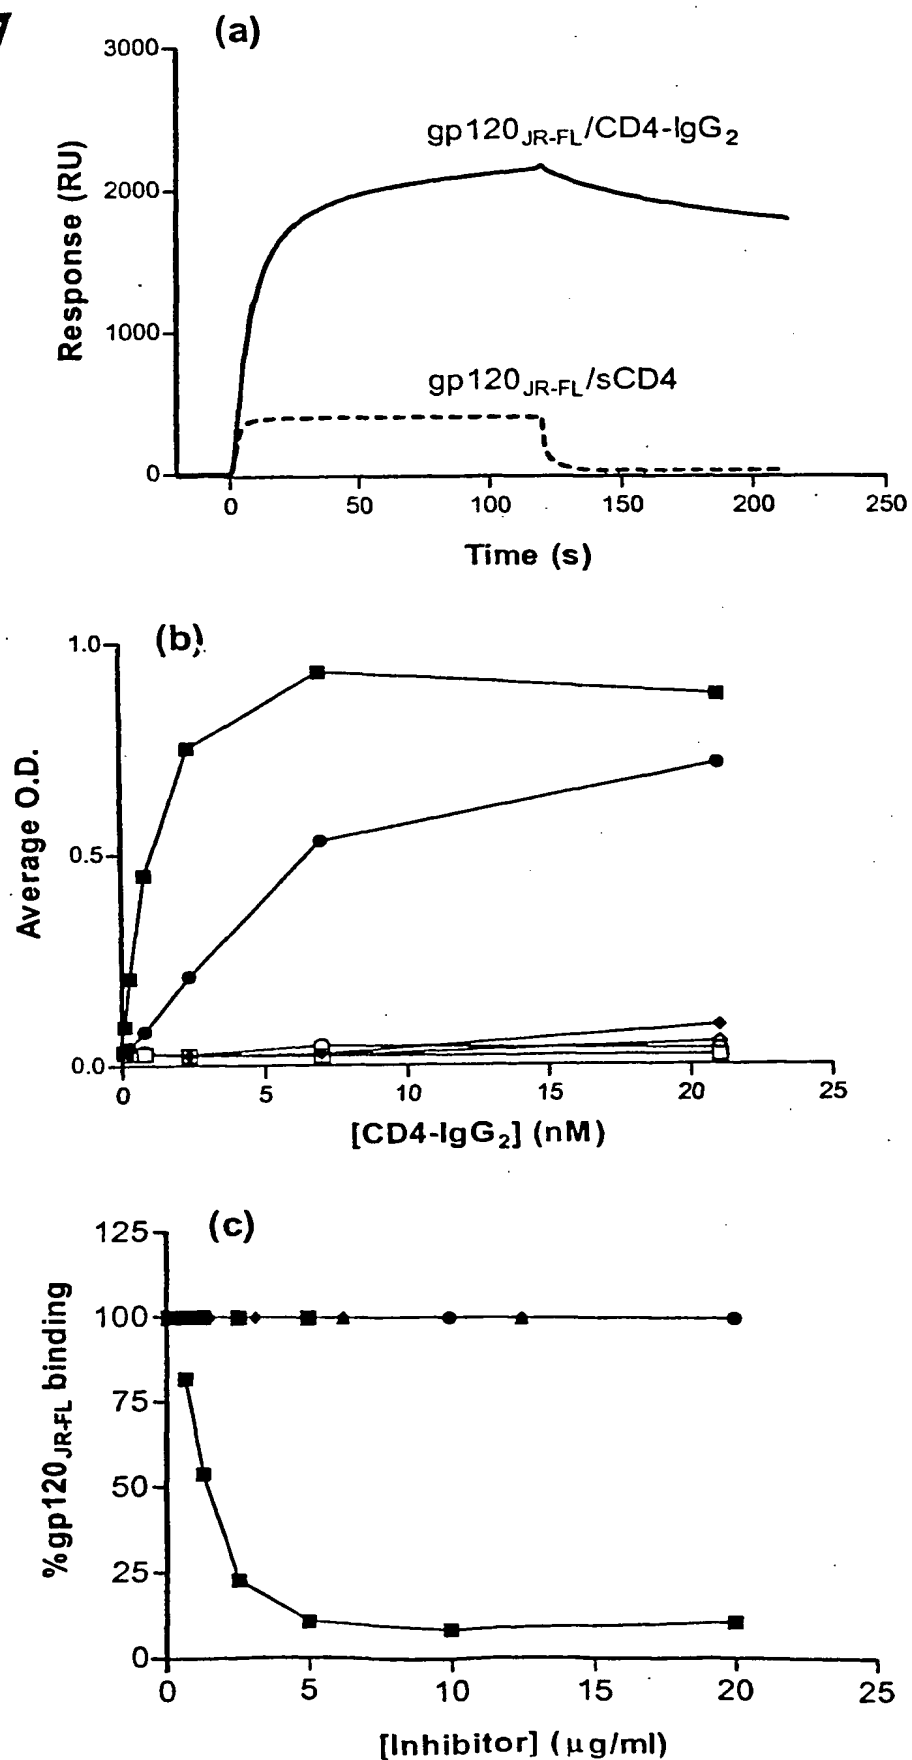 (a)
3000
2000
1000
0
Response (RU)
gp120JR-FL/CD4-IgG2
gp120JR-FL/sCD4
0 50 100 150 200 250
Time (s)
(b)
1.0
0.5
0.0
Average O.D.
0 5 10 15 20 25
[CD4-IgG2] (nM)
(c)
125
100
75
50
25
0
%gp120JR-FL binding
0 5 10 15 20 25
[Inhibitor] (µg/ml)